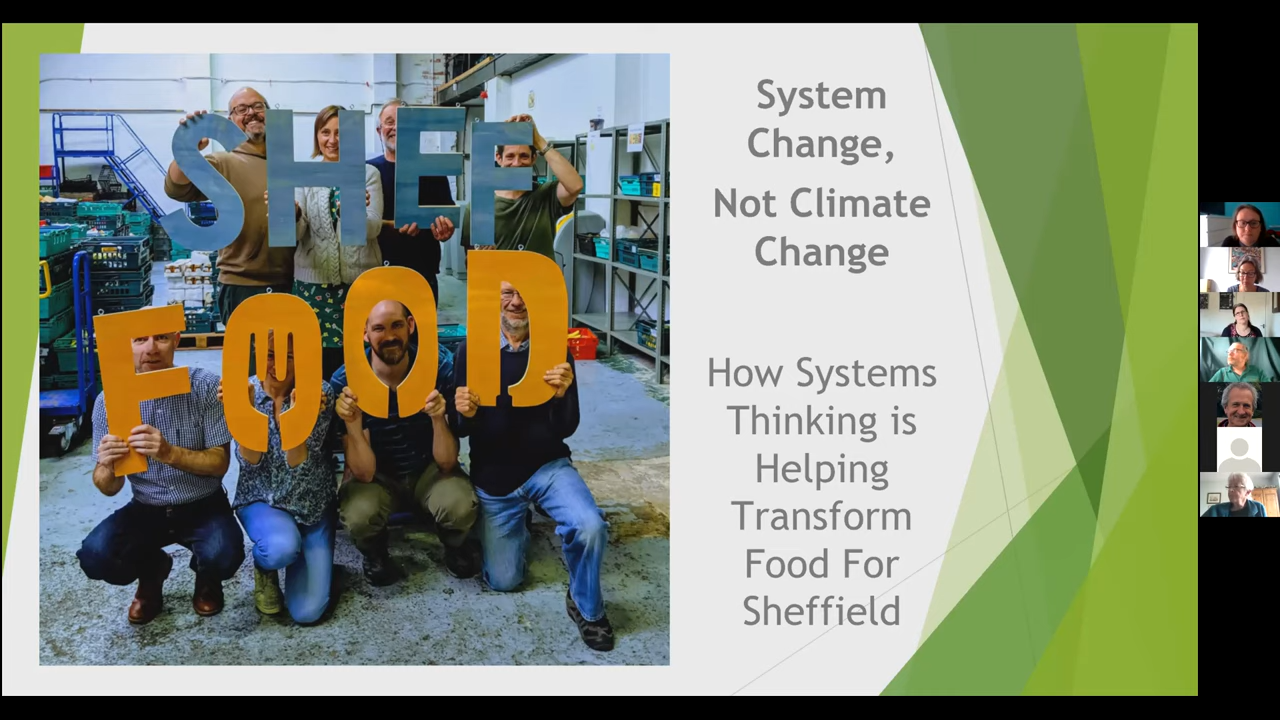 SHEF
FOOD
System
Change,
Not Climate
Change
How Systems
Thinking is
Helping
Transform
Food For
Sheffield